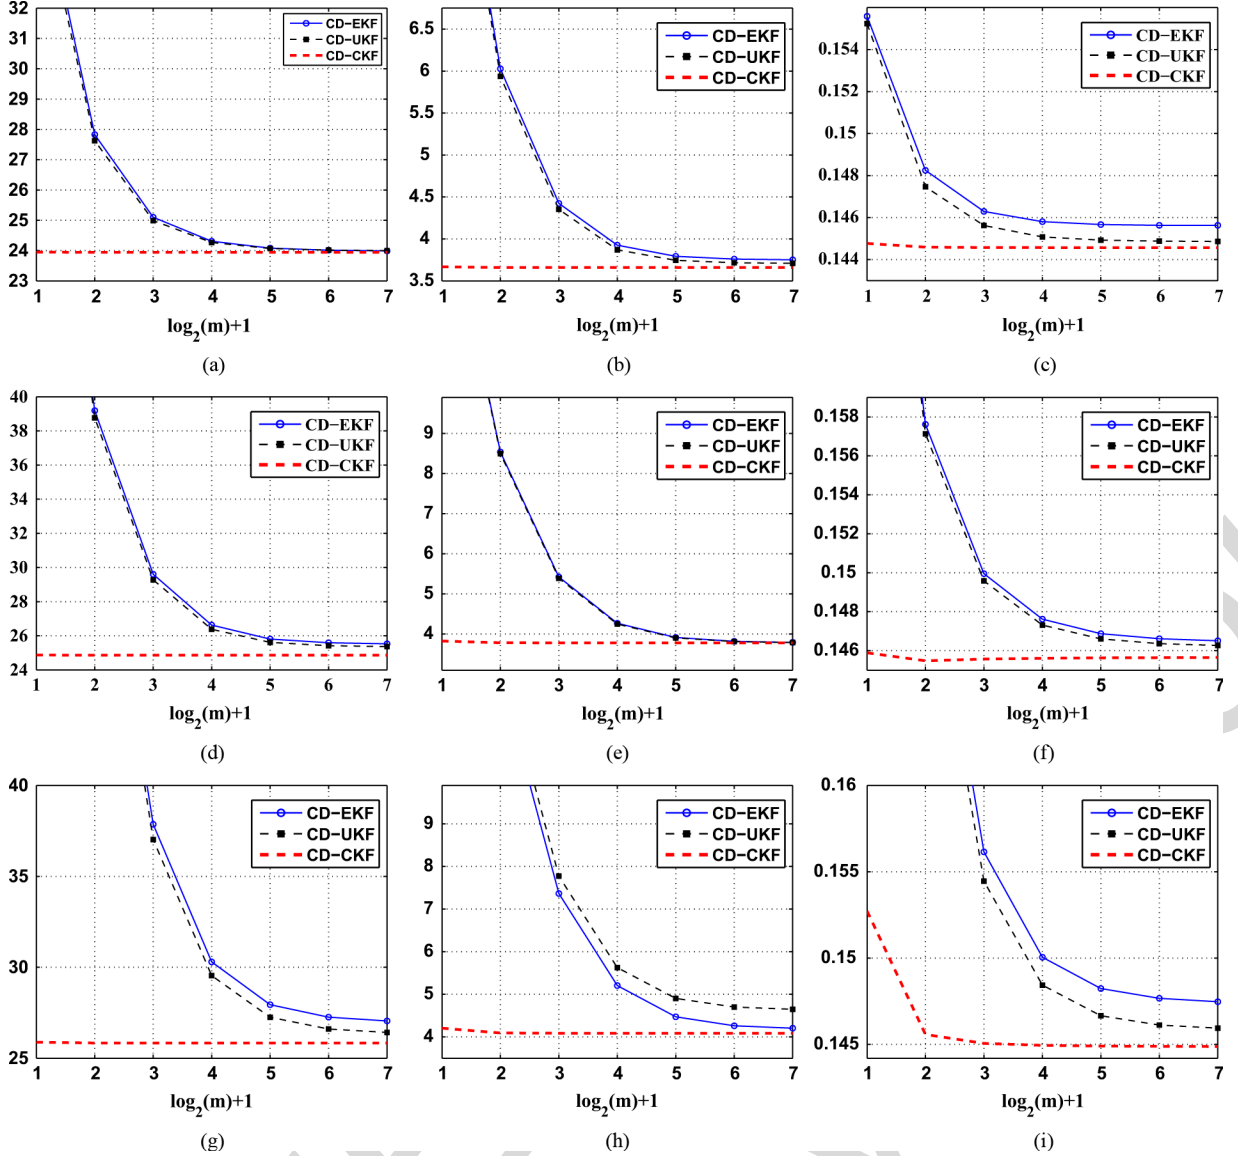 32
31
30
29
28
27
26
25
24
23
CD−EKF
CD−UKF
CD−CKF
1 2 3 4 5 6 7
log2(m)+1
(a)
6.5
6
5.5
5
4.5
4
3.5
CD−EKF
CD−UKF
CD−CKF
1 2 3 4 5 6 7
log2(m)+1
(b)
0.154
0.152
0.15
0.148
0.146
0.144
CD−EKF
CD−UKF
CD−CKF
1 2 3 4 5 6 7
log2(m)+1
(c)
40
38
36
34
32
30
28
26
24
CD−EKF
CD−UKF
CD−CKF
1 2 3 4 5 6 7
log2(m)+1
(d)
9
8
7
6
5
4
CD−EKF
CD−UKF
CD−CKF
1 2 3 4 5 6 7
log2(m)+1
(e)
0.158
0.156
0.154
0.152
0.15
0.148
0.146
CD−EKF
CD−UKF
CD−CKF
1 2 3 4 5 6 7
log2(m)+1
(f)
40
35
30
25
CD−EKF
CD−UKF
CD−CKF
1 2 3 4 5 6 7
log2(m)+1
(g)
9
8
7
6
5
4
CD−EKF
CD−UKF
CD−CKF
1 2 3 4 5 6 7
log2(m)+1
(h)
0.16
0.155
0.15
0.145
CD−EKF
CD−UKF
CD−CKF
1 2 3 4 5 6 7
log2(m)+1
(i)